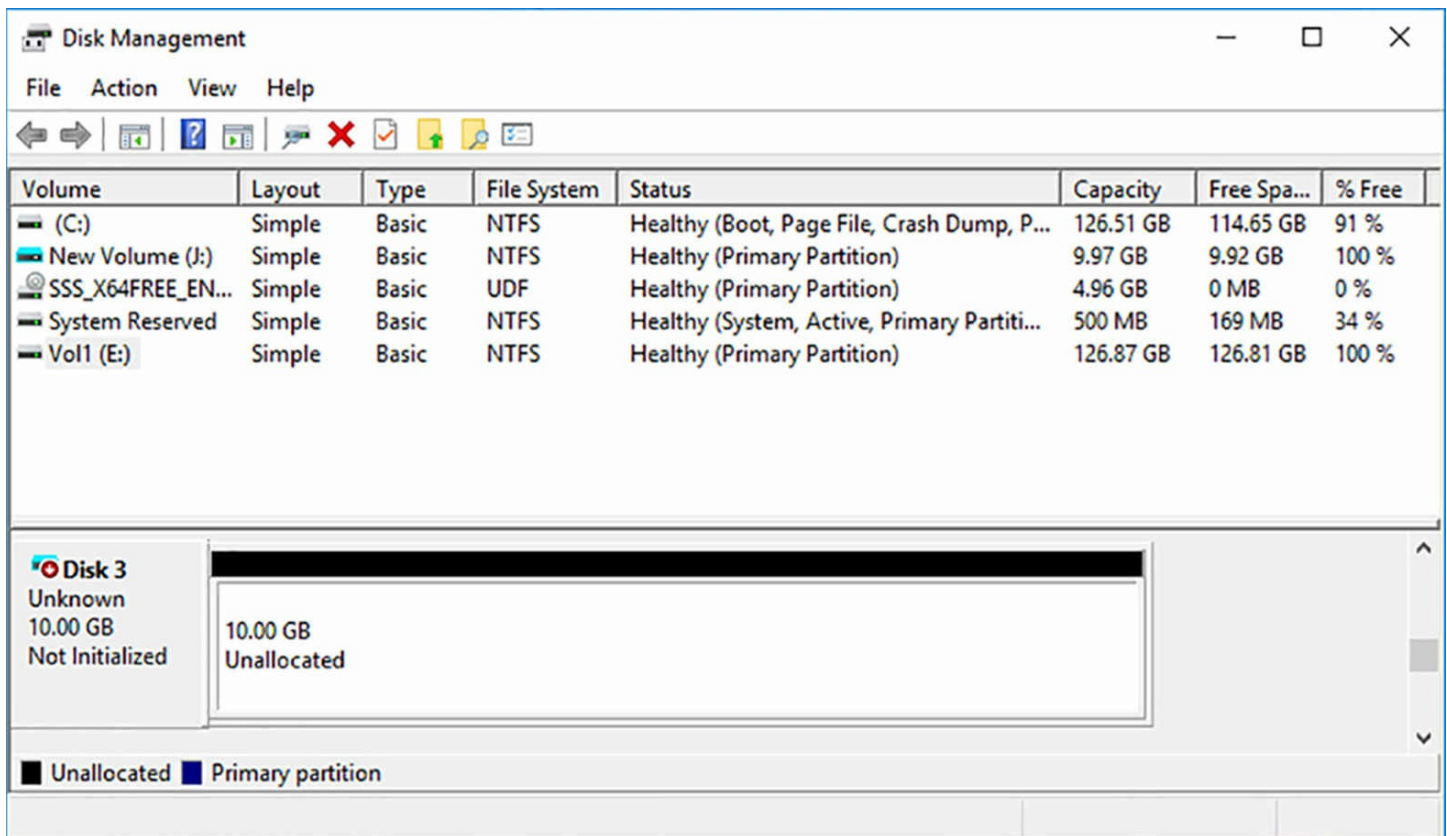 Disk Management
File Action View Help
Volume Layout Type File System Status Capacity Free Spa... % Free
(C:) Simple Basic NTFS Healthy (Boot, Page File, Crash Dump, P... 126.51 GB 114.65 GB 91 %
New Volume (J:) Simple Basic NTFS Healthy (Primary Partition) 9.97 GB 9.92 GB 100 %
SSS_X64FREE_EN... Simple Basic UDF Healthy (Primary Partition) 4.96 GB 0 MB 0 %
System Reserved Simple Basic NTFS Healthy (System, Active, Primary Partiti... 500 MB 169 MB 34 %
Vol1 (E:) Simple Basic NTFS Healthy (Primary Partition) 126.87 GB 126.81 GB 100 %
Disk 3
Unknown
10.00 GB
Not Initialized
10.00 GB
Unallocated
Unallocated Primary partition